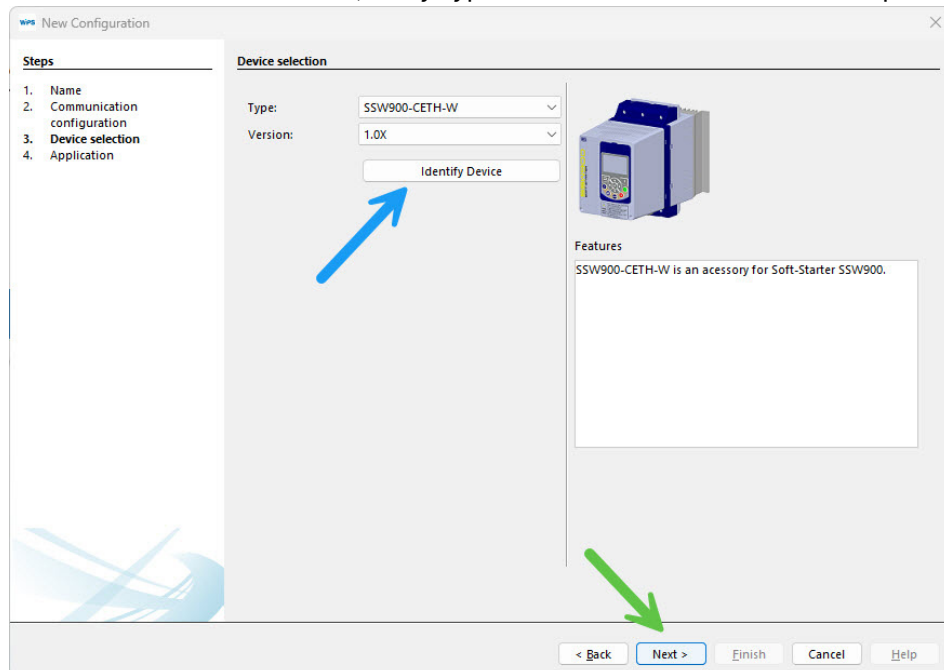 WPS New Configuration
Steps
1. Name
2. Communication
configuration
3. Device selection
4. Application
Device selection
Type: SSW900-CETH-W
Version: 1.0X
Identify Device
Features
SSW900-CETH-W is an acessory for Soft-Starter SSW900.
< Back Next > Finish Cancel Help